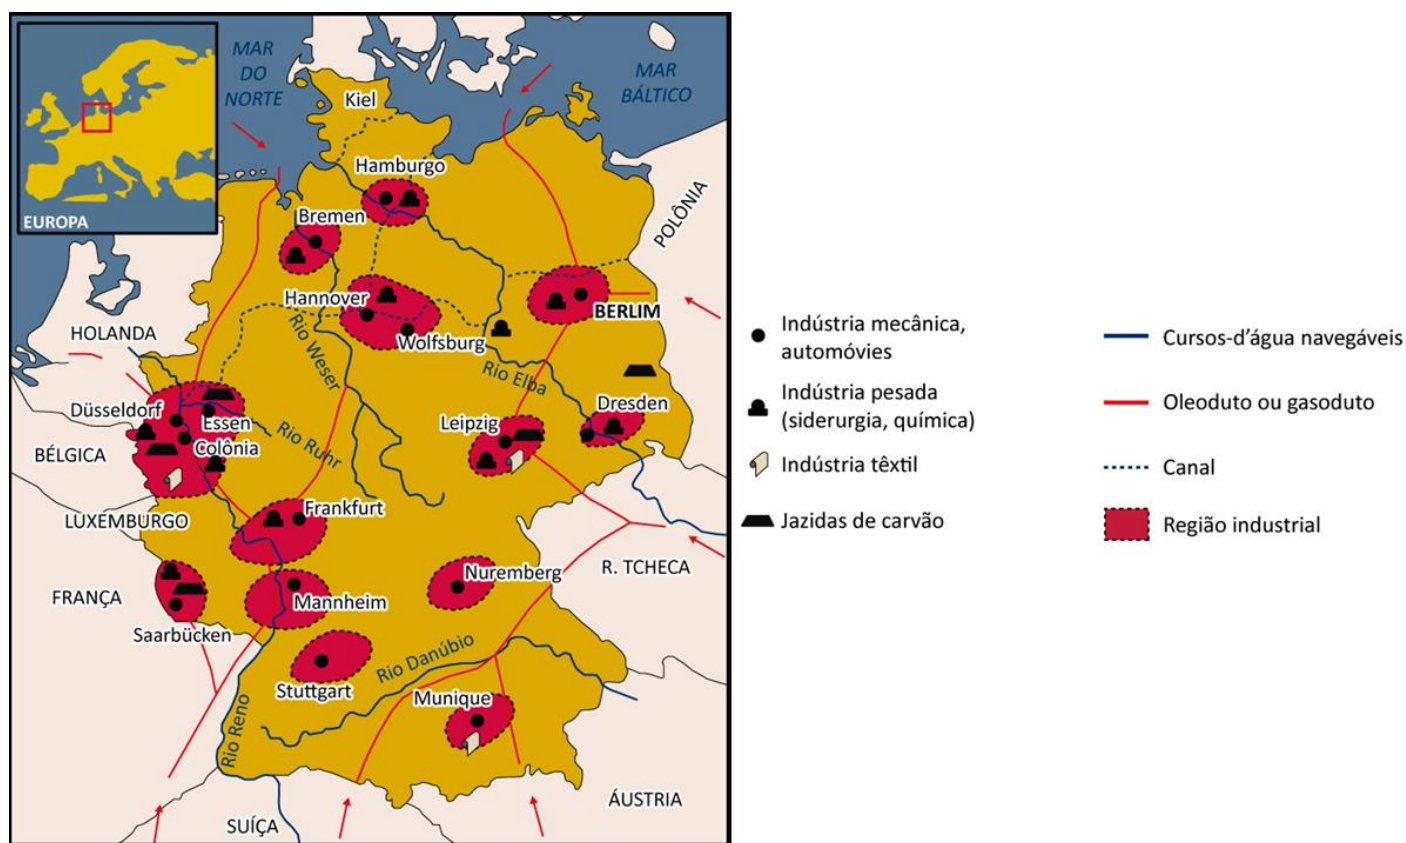 MAR
DO
NORTE
MAR
BÁLTICO
Kiel
EUROPA
Hamburgo
POLÔNIA
Bremen
Hannover
BERLIM
HOLANDA
Wolfsburg
Rio Weser
Rio Elba
Düsseldorf
Essen
Leipzig
Dresden
Colônia
Rio Ruhr
BÉLGICA
Frankfurt
LUXEMBURGO
Nuremberg
R. TCHECA
FRANÇA
Mannheim
Saarbücken
Rio Danúbio
Stuttgart
Munique
Rio Reno
ÁUSTRIA
SUÍÇA
Indústria mecânica,
automóvies
Indústria pesada
(siderurgia, química)
Indústria têxtil
Jazidas de carvão
Cursos-d’água navegáveis
Oleoduto ou gasoduto
Canal
Região industrial